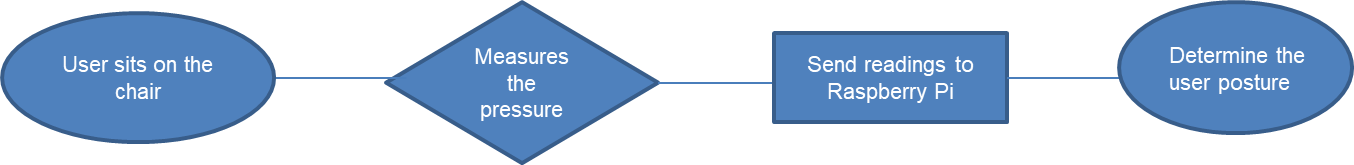 User sits on the
chair
Measures
the
pressure
Send readings to
Raspberry Pi
Determine the
user posture